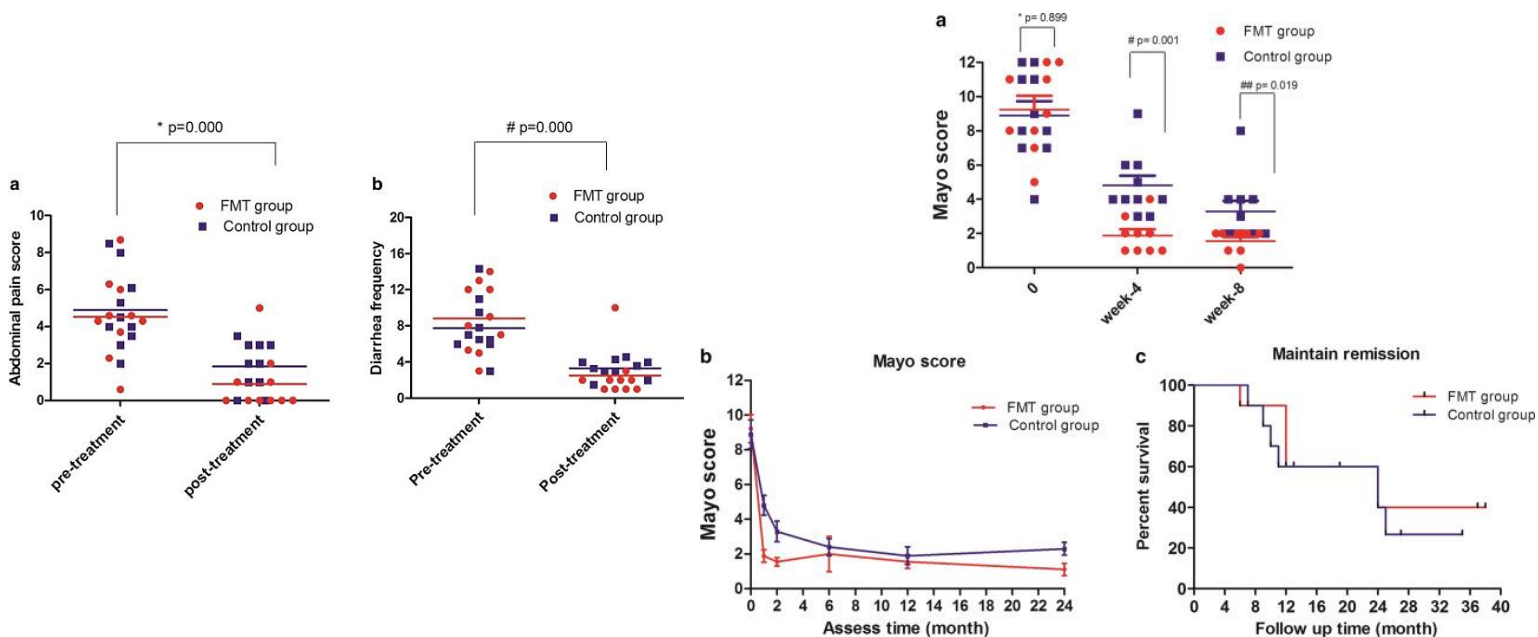 * p=0.000
a
FMT group
Control group
Abdominal pain score
10
8
6
4
2
0
pre-treatment
post-treatment
# p=0.000
b
FMT group
Control group
Diarrhea frequency
20
16
12
8
4
0
Pre-treatment
Post-treatment
a
* p= 0.899
# p= 0.001
## p= 0.019
FMT group
Control group
Mayo score
12
10
8
6
4
2
0
0
week-4
week-8
b
Mayo score
FMT group
Control group
Mayo score
12
10
8
6
4
2
0
0 2 4 6 8 10 12 14 16 18 20 22 24
Assess time (month)
c
Maintain remission
FMT group
Control group
Percent survival
100
80
60
40
20
0
0 4 8 12 16 20 24 28 32 36 40
Follow up time (month)